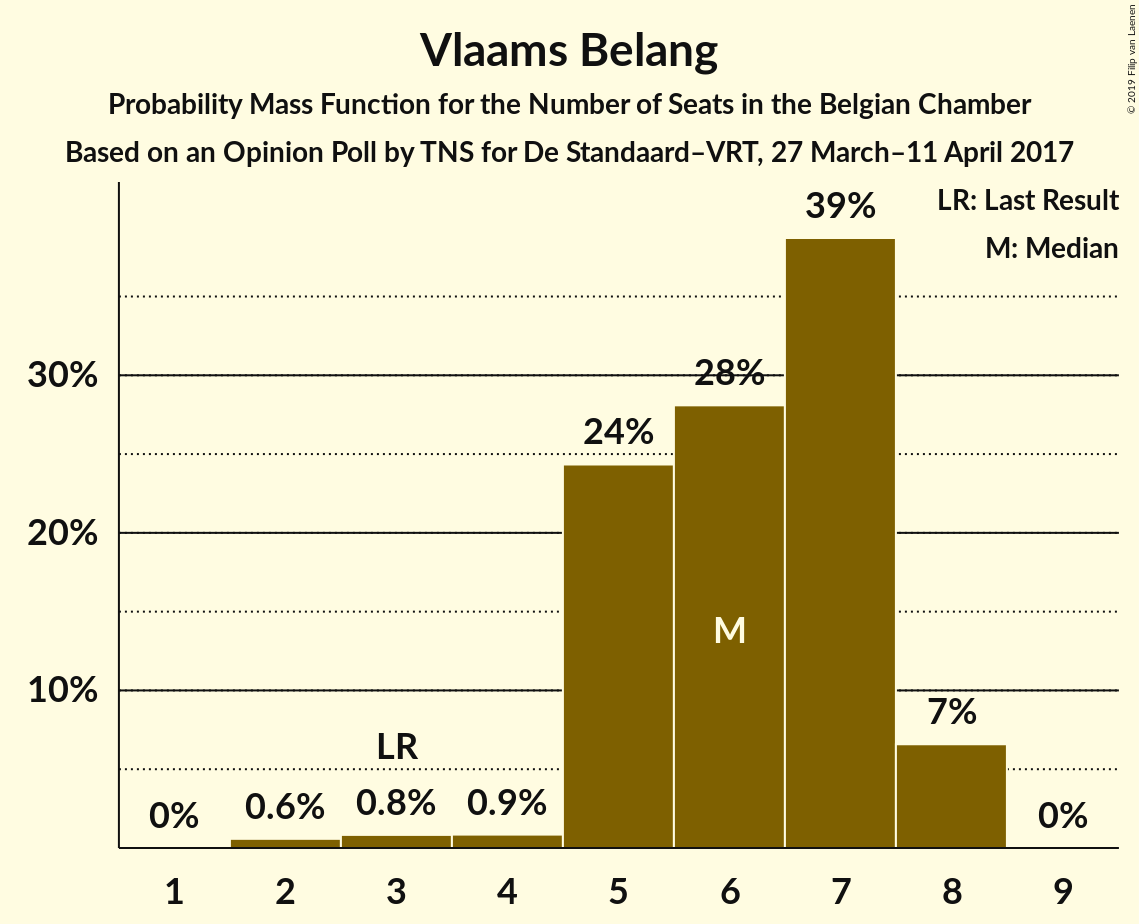 Vlaams Belang
Probability Mass Function for the Number of Seats in the Belgian Chamber
Based on an Opinion Poll by TNS for De Standaard–VRT, 27 March–11 April 2017
© 2019 Filip van Laenen
LR: Last Result
M: Median
39%
30%
28%
24%
20%
M
10%
7%
LR
0%
0.6%
0.8%
0.9%
0%
1 2 3 4 5 6 7 8 9